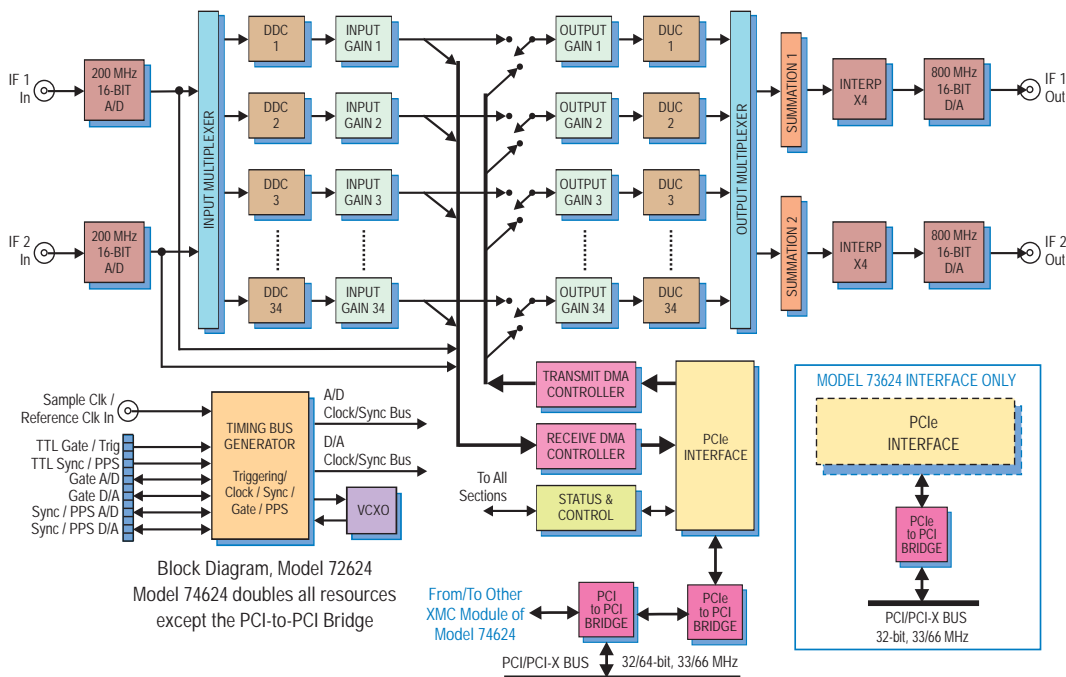 IF 1
In
200 MHz
16-BIT
A/D
IF 2
In
200 MHz
16-BIT
A/D
INPUT MULTIPLEXER
DDC
1
INPUT
GAIN 1
DDC
2
INPUT
GAIN 2
DDC
3
INPUT
GAIN 3
DDC
34
INPUT
GAIN 34
OUTPUT
GAIN 1
DUC
1
OUTPUT
GAIN 2
DUC
2
OUTPUT
GAIN 3
DUC
3
OUTPUT
GAIN 34
DUC
34
OUTPUT MULTIPLEXER
SUMMATION 1
INTERP
X4
800 MHz
16-BIT
D/A
IF 1
Out
SUMMATION 2
INTERP
X4
800 MHz
16-BIT
D/A
IF 2
Out
Sample Clk /
Reference Clk In
TTL Gate / Trig
TTL Sync / PPS
Gate A/D
Gate D/A
Sync / PPS A/D
Sync / PPS D/A
TIMING BUS
GENERATOR
Triggering/
Clock / Sync /
Gate / PPS
A/D
Clock/Sync Bus
D/A
Clock/Sync Bus
VCXO
Block Diagram, Model 72624
Model 74624 doubles all resources
except the PCI-to-PCI Bridge
TRANSMIT DMA
CONTROLLER
RECEIVE DMA
CONTROLLER
To All
Sections
STATUS &
CONTROL
PCIe
INTERFACE
From/To Other
XMC Module of
Model 74624
PCI
to PCI
BRIDGE
PCIe
to PCI
BRIDGE
PCI/PCI-X BUS
32/64-bit, 33/66 MHz
MODEL 73624 INTERFACE ONLY
PCIe
INTERFACE
PCIe
to PCI
BRIDGE
PCI/PCI-X BUS
32-bit, 33/66 MHz